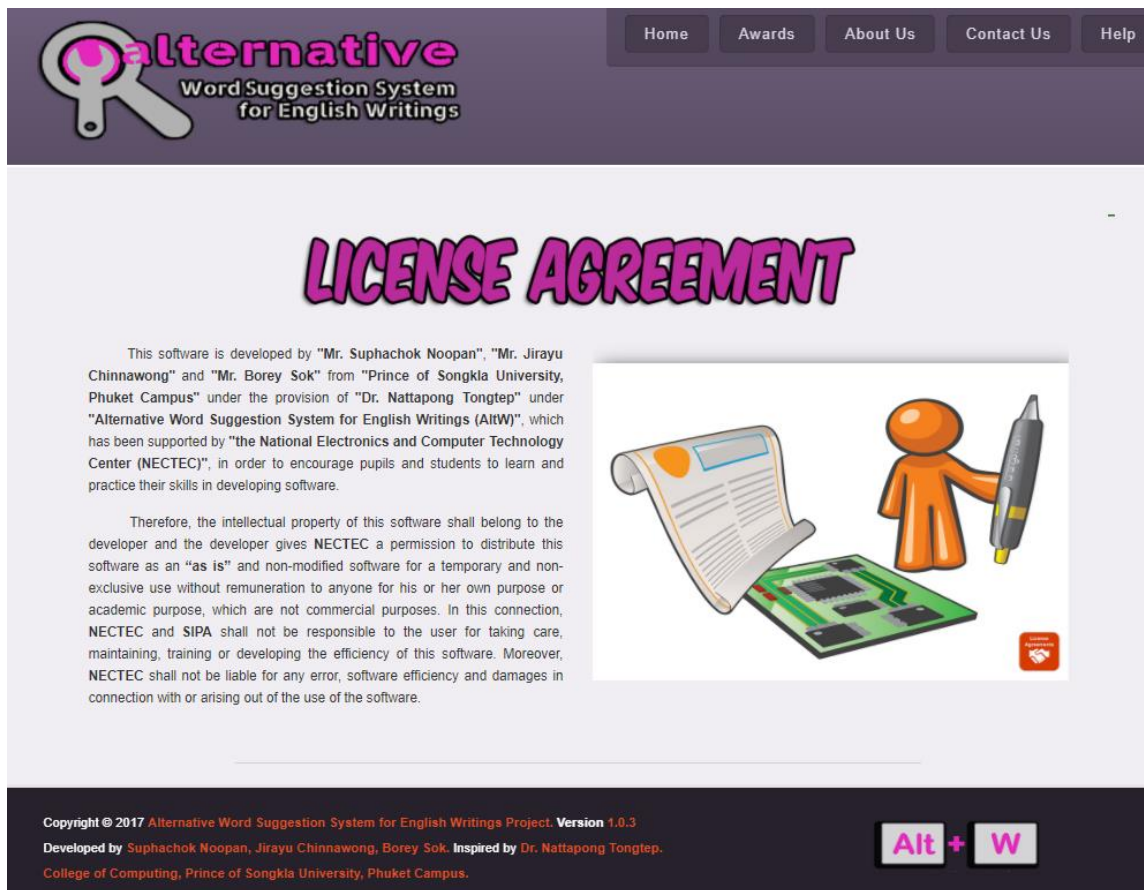 alternative
Word Suggestion System
for English Writings
Home Awards About Us Contact Us Help
LICENSE AGREEMENT
This software is developed by "Mr. Suphachok Noopan", "Mr. Jirayu
Chinnawong" and "Mr. Borey Sok" from "Prince of Songkla University,
Phuket Campus" under the provision of "Dr. Nattapong Tongtep" under
"Alternative Word Suggestion System for English Writings (AltW)", which
has been supported by "the National Electronics and Computer Technology
Center (NECTEC)", in order to encourage pupils and students to learn and
practice their skills in developing software.
Therefore, the intellectual property of this software shall belong to the
developer and the developer gives NECTEC a permission to distribute this
software as an “as is” and non-modified software for a temporary and non-
exclusive use without remuneration to anyone for his or her own purpose or
academic purpose, which are not commercial purposes. In this connection,
NECTEC and SIPA shall not be responsible to the user for taking care,
maintaining, training or developing the efficiency of this software. Moreover,
NECTEC shall not be liable for any error, software efficiency and damages in
connection with or arising out of the use of the software.
License
Agreements
Copyright © 2017 Alternative Word Suggestion System for English Writings Project. Version 1.0.3
Developed by Suphachok Noopan, Jirayu Chinnawong, Borey Sok. Inspired by Dr. Nattapong Tongtep.
College of Computing, Prince of Songkla University, Phuket Campus.
Alt + W